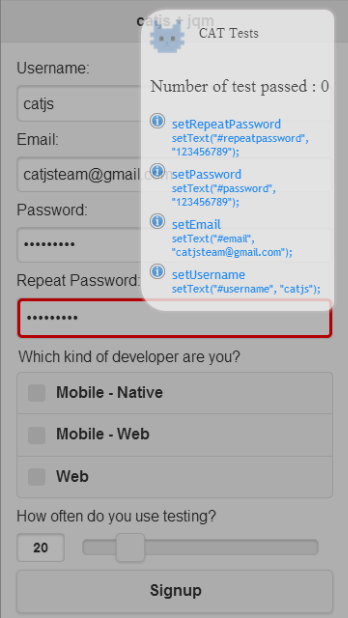 catjs + jqm
CAT Tests
Number of test passed : 0
setRepeatPassword
setText("#repeatpassword",
"123456789");
setPassword
setText("#password",
"123456789");
setEmail
setText("#email",
"catjsteam@gmail.com");
setUsername
setText("#username", "catjs");
Username:
catjs
Email:
catjsteam@gmail.com
Password:
•••••••••
Repeat Password:
•••••••••
Which kind of developer are you?
Mobile - Native
Mobile - Web
Web
How often do you use testing?
20
Signup